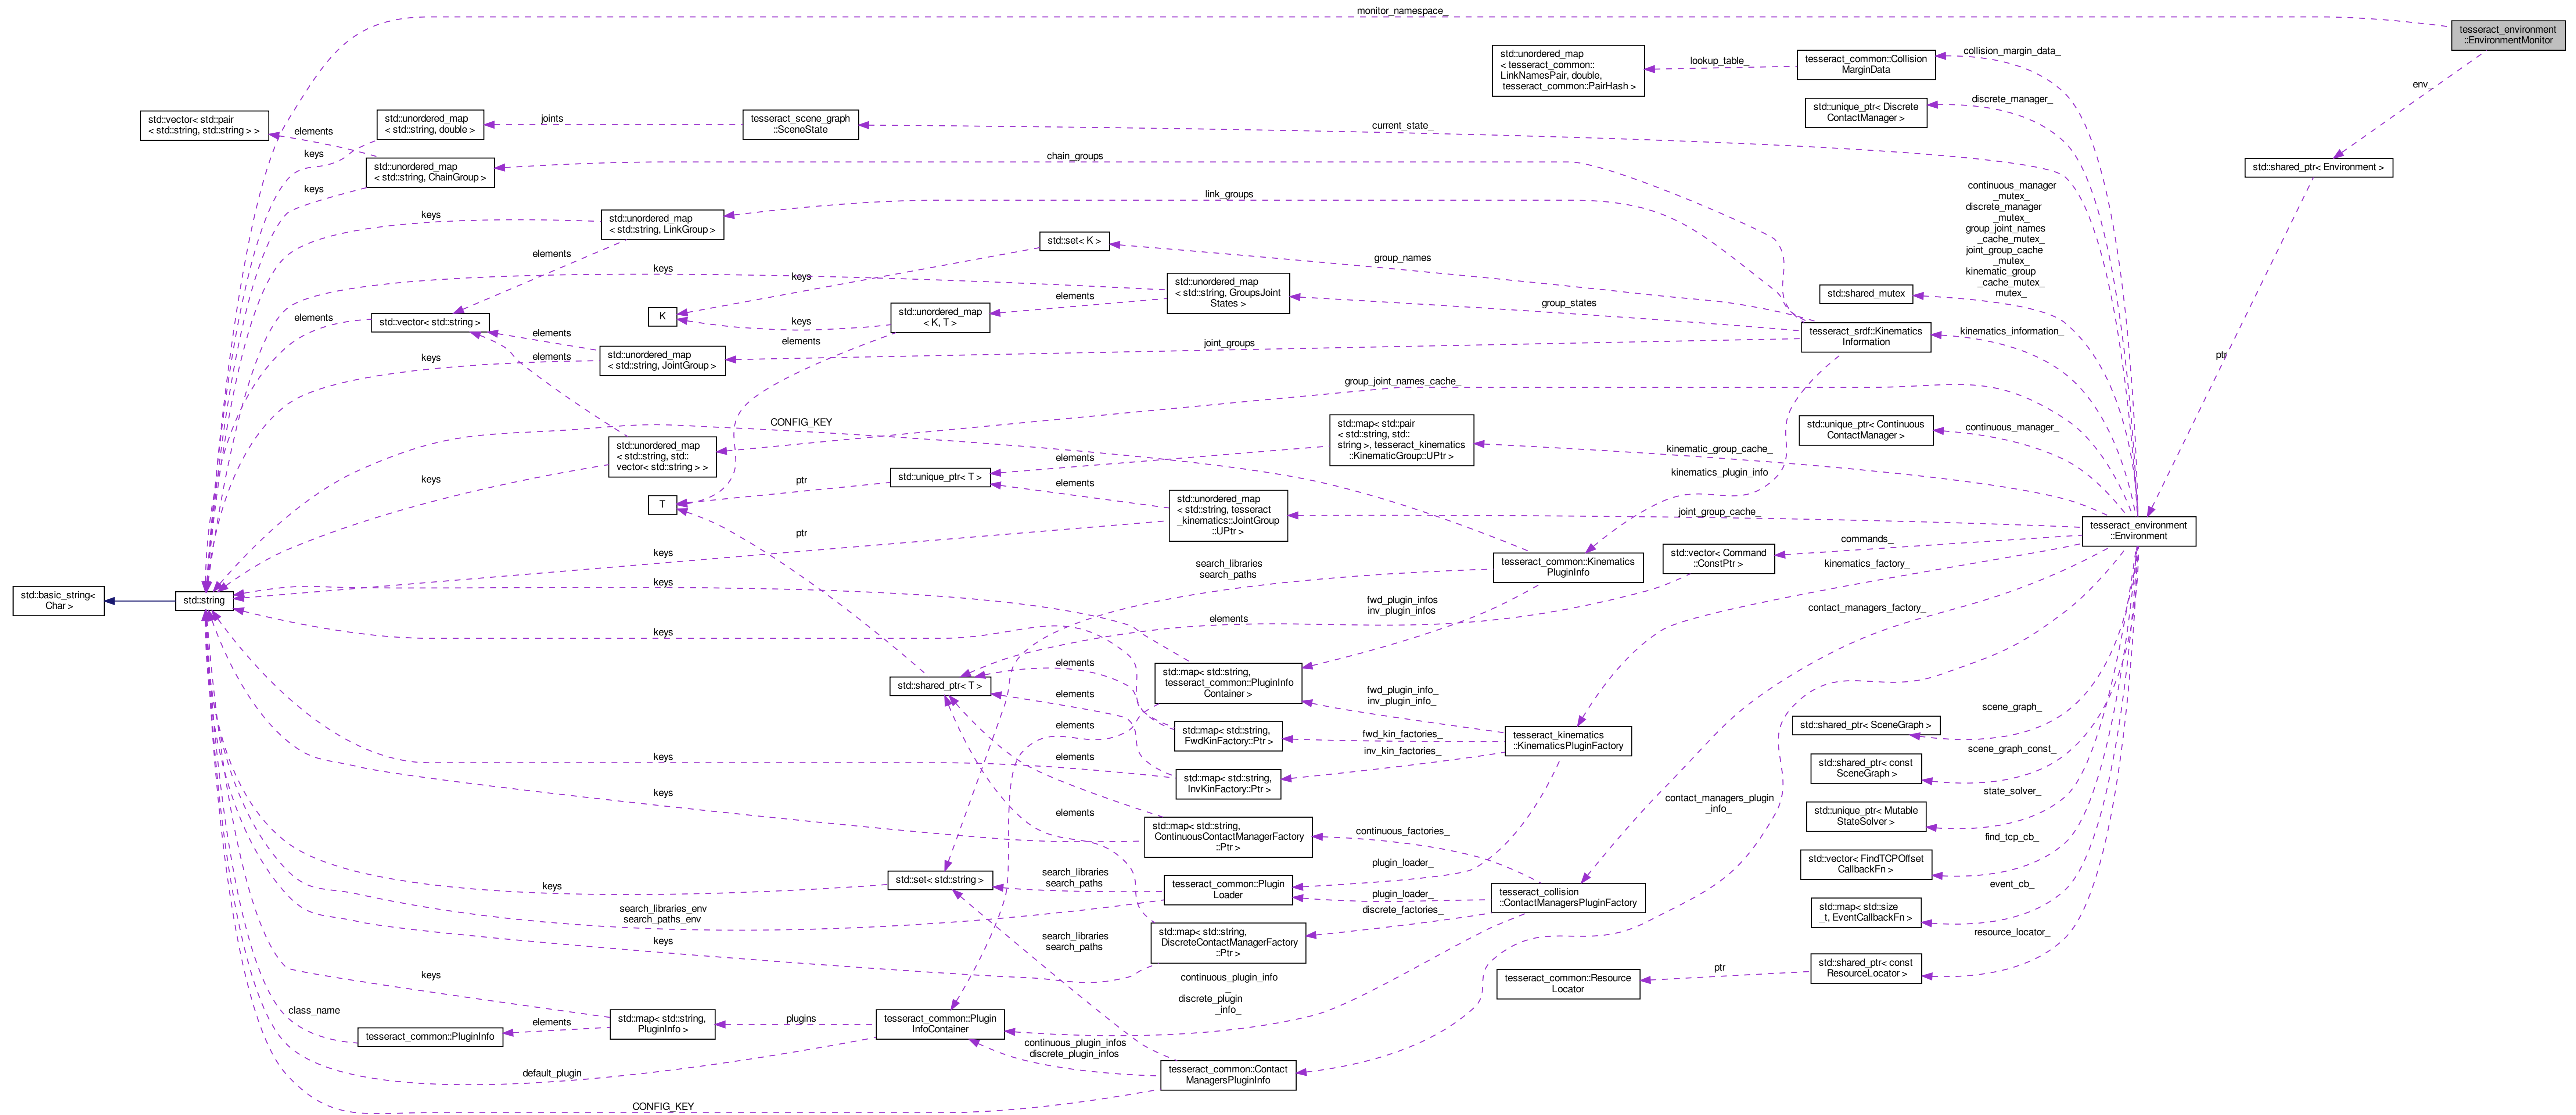 monitor_namespace_
tesseract_environment
::EnvironmentMonitor
env_
std::shared_ptr< Environment >
ptr
std::unordered_map
< tesseract_common::
LinkNamesPair, double,
tesseract_common::PairHash >
lookup_table_
tesseract_common::Collision
MarginData
collision_margin_data_
std::unique_ptr< Discrete
ContactManager >
discrete_manager_
std::vector< std::pair
< std::string, std::string > >
elements
std::unordered_map
< std::string, double >
keys
joints
tesseract_scene_graph
::SceneState
current_state_
std::unordered_map
< std::string, ChainGroup >
keys
chain_groups
std::unordered_map
< std::string, LinkGroup >
keys
elements
link_groups
std::set< K >
keys
group_names
std::unordered_map
< std::string, GroupsJoint
States >
keys
elements
group_states
K
std::unordered_map
< K, T >
keys
elements
continuous_manager
_mutex_
discrete_manager
_mutex_
group_joint_names
_cache_mutex_
joint_group_cache
_mutex_
kinematic_group
_cache_mutex_
mutex_
std::shared_mutex
tesseract_srdf::Kinematics
Information
kinematics_information_
std::vector< std::string >
elements
elements
elements
std::unordered_map
< std::string, JointGroup >
keys
joint_groups
group_joint_names_cache_
CONFIG_KEY
std::unordered_map
< std::string, std::
vector< std::string > >
keys
std::map< std::pair
< std::string, std::
string >, tesseract_kinematics
::KinematicGroup::UPtr >
elements
kinematic_group_cache_
std::unique_ptr< Continuous
ContactManager >
continuous_manager_
kinematics_plugin_info
std::unique_ptr< T >
ptr
T
std::unordered_map
< std::string, tesseract
_kinematics::JointGroup
::UPtr >
elements
keys
joint_group_cache_
ptr
tesseract_environment
::Environment
std::vector< Command
::ConstPtr >
commands_
elements
kinematics_factory_
tesseract_common::Kinematics
PluginInfo
search_libraries
search_paths
fwd_plugin_infos
inv_plugin_infos
std::basic_string<
Char >
std::string
keys
keys
contact_managers_factory_
std::shared_ptr< T >
std::map< std::string,
tesseract_common::PluginInfo
Container >
elements
elements
elements
fwd_plugin_info_
inv_plugin_info_
std::map< std::string,
FwdKinFactory::Ptr >
fwd_kin_factories_
tesseract_kinematics
::KinematicsPluginFactory
inv_kin_factories_
std::map< std::string,
InvKinFactory::Ptr >
keys
elements
std::shared_ptr< SceneGraph >
scene_graph_
std::shared_ptr< const
SceneGraph >
scene_graph_const_
std::unique_ptr< Mutable
StateSolver >
state_solver_
contact_managers_plugin
_info_
keys
elements
std::map< std::string,
ContinuousContactManagerFactory
::Ptr >
continuous_factories_
std::vector< FindTCPOffset
CallbackFn >
find_tcp_cb_
std::set< std::string >
keys
search_libraries
search_paths
tesseract_common::Plugin
Loader
plugin_loader_
plugin_loader_
tesseract_collision
::ContactManagersPluginFactory
discrete_factories_
search_libraries_env
search_paths_env
std::map< std::size
_t, EventCallbackFn >
event_cb_
keys
search_libraries
search_paths
std::map< std::string,
DiscreteContactManagerFactory
::Ptr >
resource_locator_
std::shared_ptr< const
ResourceLocator >
ptr
tesseract_common::Resource
Locator
continuous_plugin_info
_
discrete_plugin
_info_
keys
class_name
tesseract_common::PluginInfo
elements
std::map< std::string,
PluginInfo >
plugins
tesseract_common::Plugin
InfoContainer
continuous_plugin_infos
discrete_plugin_infos
default_plugin
tesseract_common::Contact
ManagersPluginInfo
CONFIG_KEY